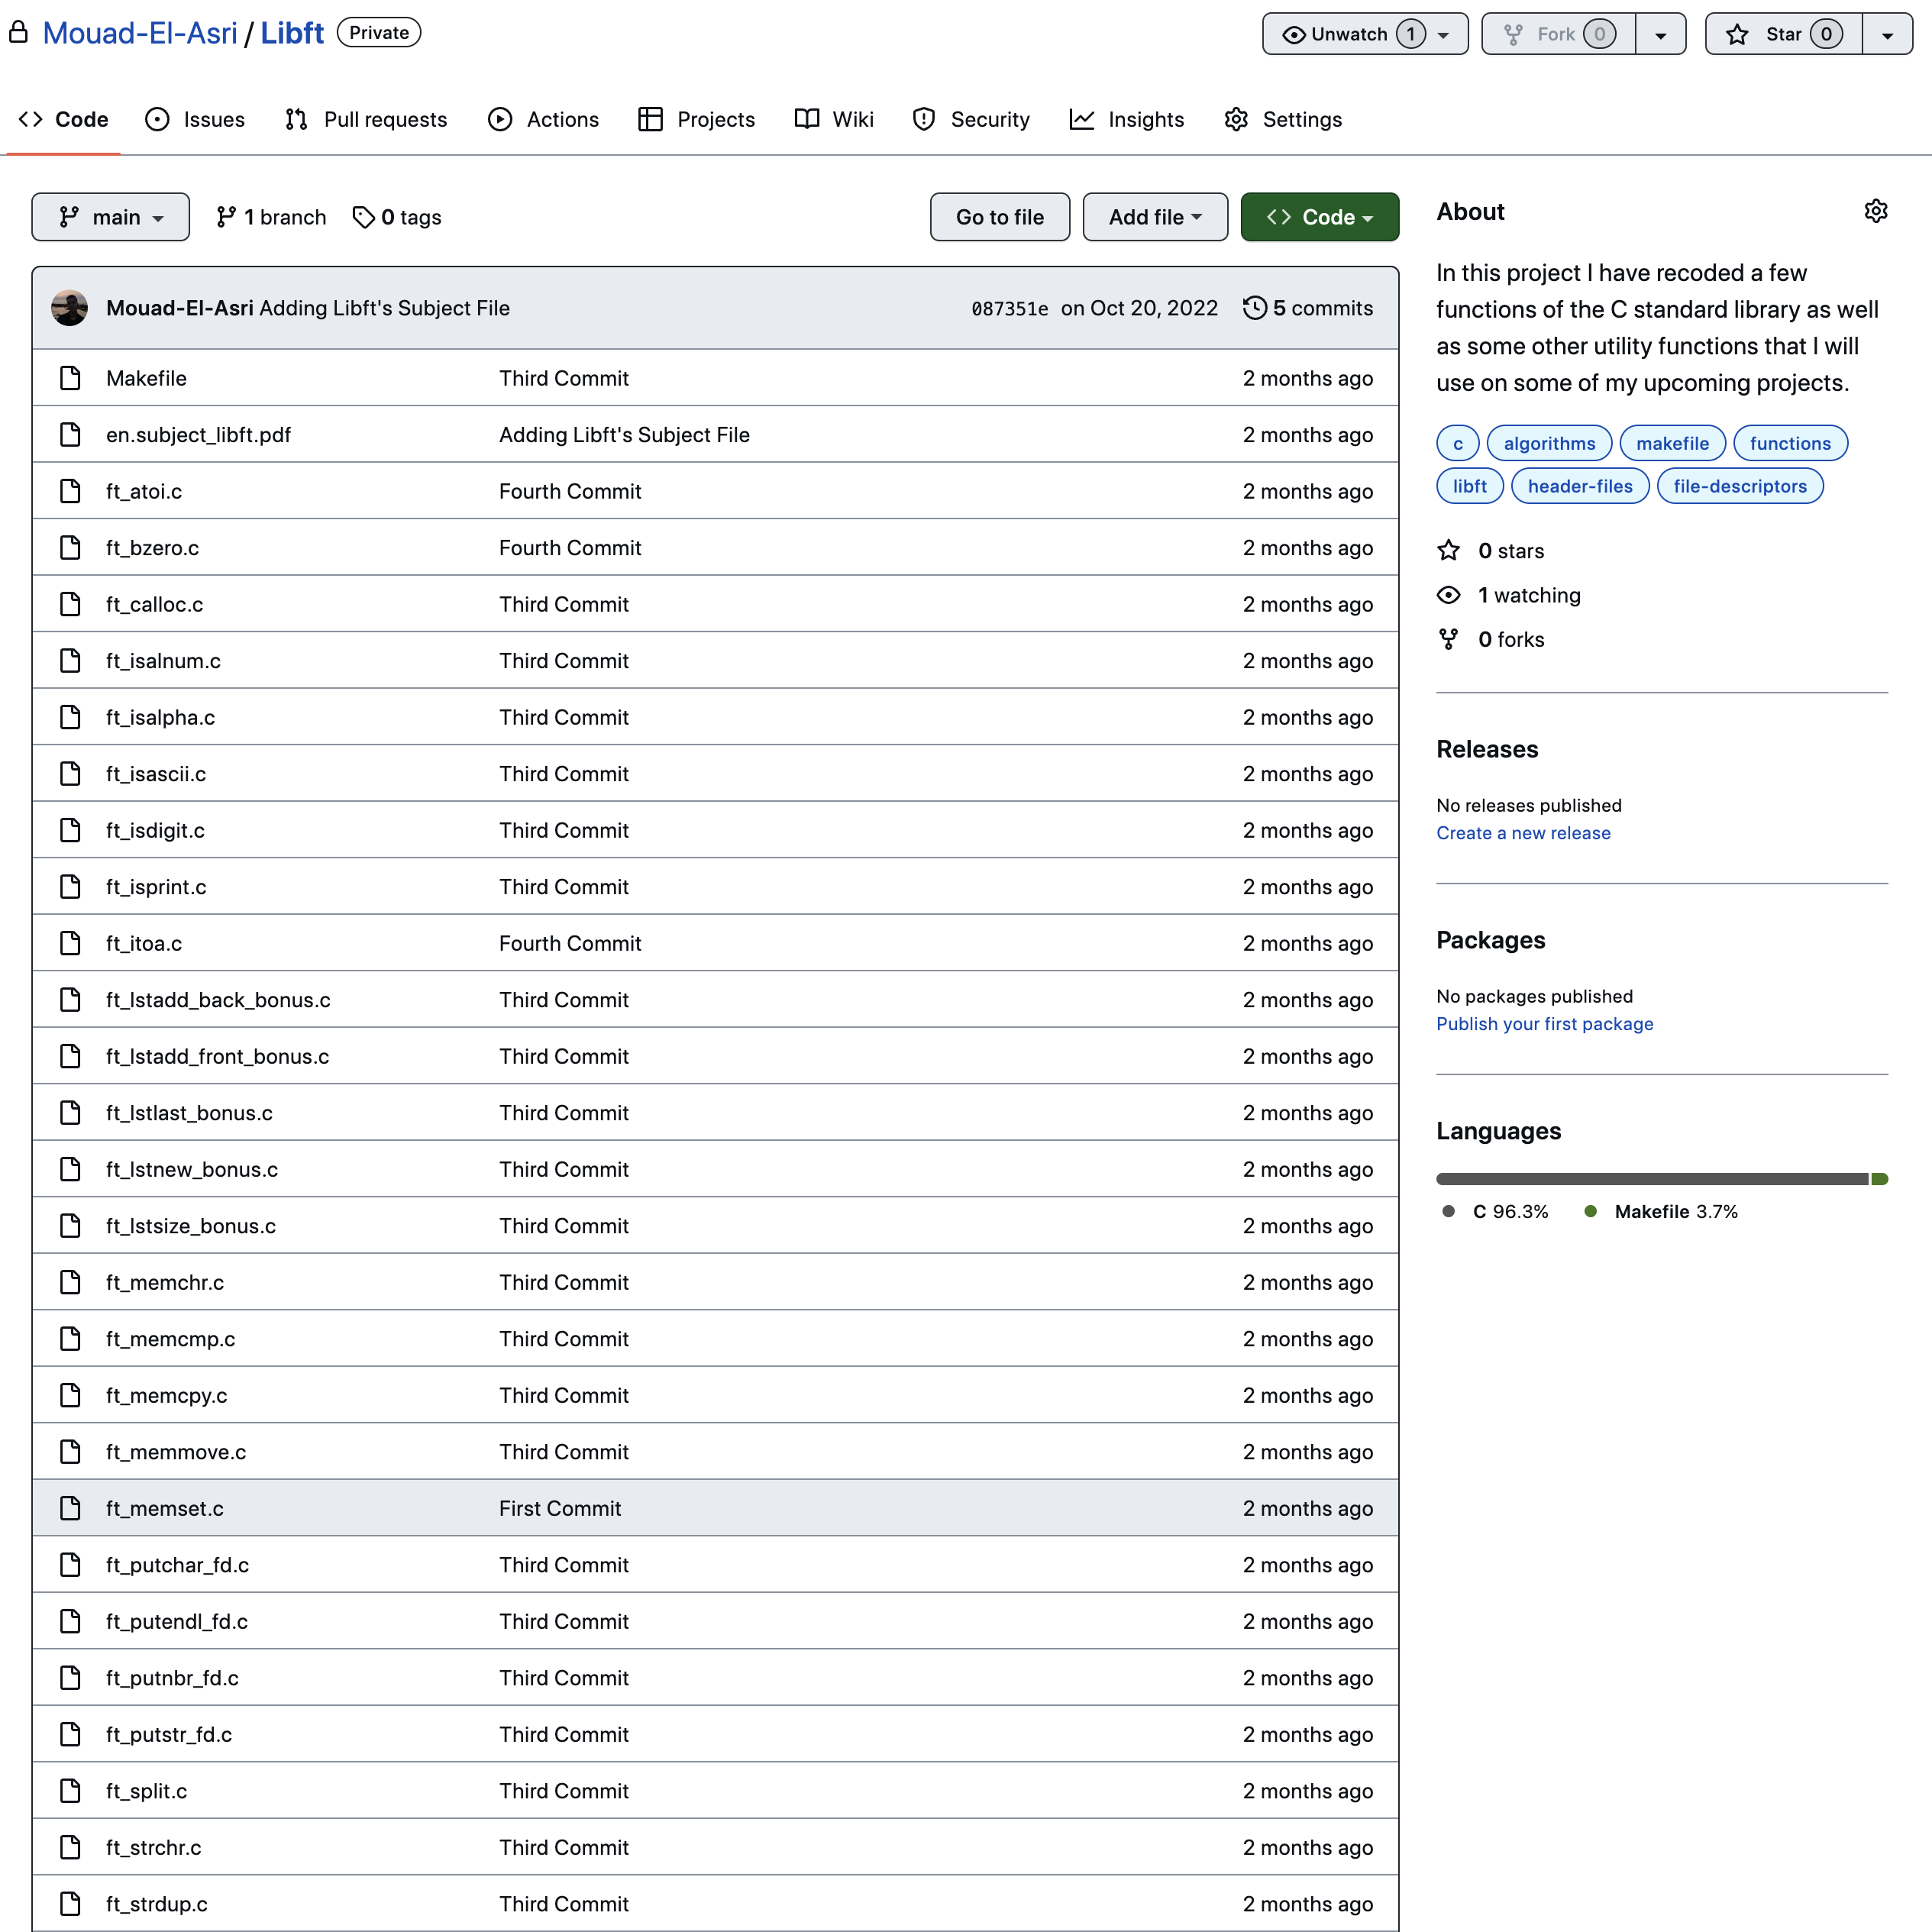 Mouad-El-Asri / Libft Private Unwatch 1 Fork 0 Star 0
Code Issues Pull requests Actions Projects Wiki Security Insights Settings
main 1 branch 0 tags Go to file Add file Code
Mouad-El-Asri Adding Libft's Subject File 087351e on Oct 20, 2022 5 commits
Makefile Third Commit 2 months ago
en.subject_libft.pdf Adding Libft's Subject File 2 months ago
ft_atoi.c Fourth Commit 2 months ago
ft_bzero.c Fourth Commit 2 months ago
ft_calloc.c Third Commit 2 months ago
ft_isalnum.c Third Commit 2 months ago
ft_isalpha.c Third Commit 2 months ago
ft_isascii.c Third Commit 2 months ago
ft_isdigit.c Third Commit 2 months ago
ft_isprint.c Third Commit 2 months ago
ft_itoa.c Fourth Commit 2 months ago
ft_lstadd_back_bonus.c Third Commit 2 months ago
ft_lstadd_front_bonus.c Third Commit 2 months ago
ft_lstlast_bonus.c Third Commit 2 months ago
ft_lstnew_bonus.c Third Commit 2 months ago
ft_lstsize_bonus.c Third Commit 2 months ago
ft_memchr.c Third Commit 2 months ago
ft_memcmp.c Third Commit 2 months ago
ft_memcpy.c Third Commit 2 months ago
ft_memmove.c Third Commit 2 months ago
ft_memset.c First Commit 2 months ago
ft_putchar_fd.c Third Commit 2 months ago
ft_putendl_fd.c Third Commit 2 months ago
ft_putnbr_fd.c Third Commit 2 months ago
ft_putstr_fd.c Third Commit 2 months ago
ft_split.c Third Commit 2 months ago
ft_strchr.c Third Commit 2 months ago
ft_strdup.c Third Commit 2 months ago
About
In this project I have recoded a few
functions of the C standard library as well
as some other utility functions that I will
use on some of my upcoming projects.
c algorithms makefile functions
libft header-files file-descriptors
0 stars
1 watching
0 forks
Releases
No releases published
Create a new release
Packages
No packages published
Publish your first package
Languages
C 96.3% Makefile 3.7%